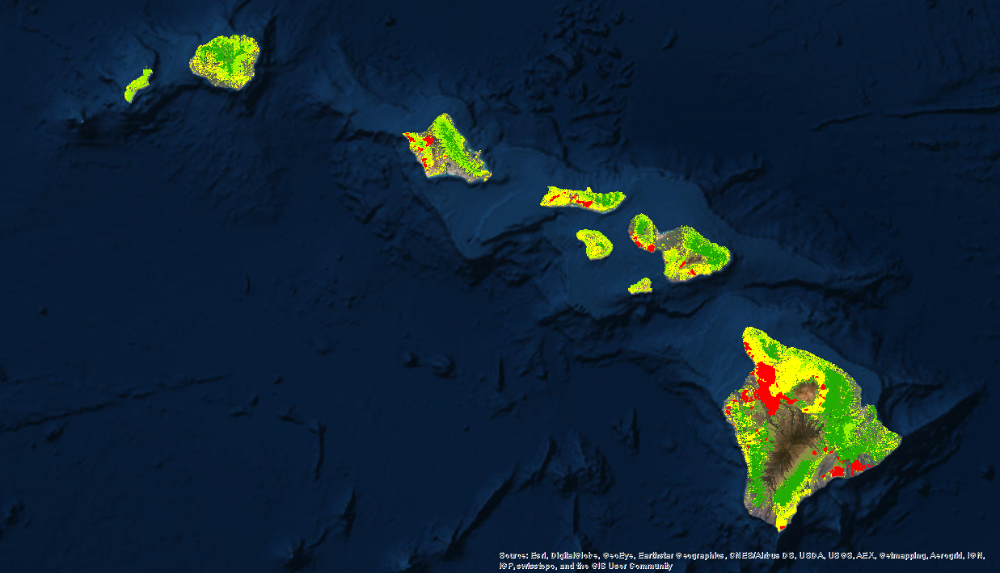 Source: Esri, DigitalGlobe, GeoEye, Earthstar Geographics, CNES/Airbus DS, USDA, USGS, AEX, Getmapping, Aerogrid, IGN,
IGP, swisstopo, and the GIS User Community